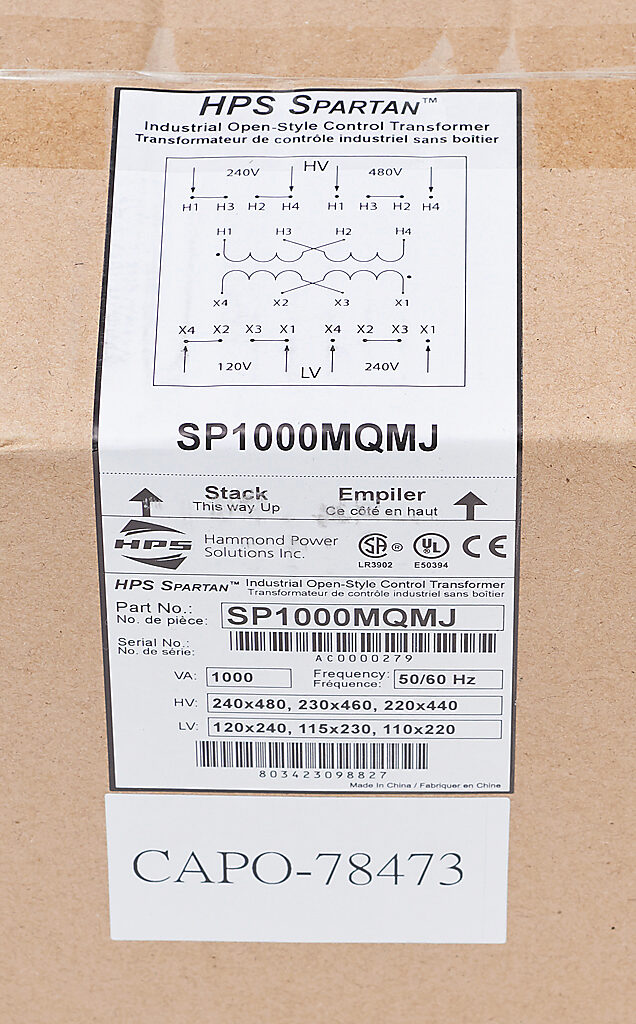 HPS SPARTAN™
Industrial Open-Style Control Transformer
Transformateur de contrôle industriel sans boîtier
240V HV 480V
H1 H3 H2 H4 H1 H3 H2 H4
H1 H3 H2 H4
X4 X2 X3 X1
X4 X2 X3 X1 X4 X2 X3 X1
120V LV 240V
SP1000MQMJ
Stack Empiler
This way Up Ce côté en haut
HPS Hammond Power
Solutions Inc.
SA ® UL CE
LR3902 E50394
HPS SPARTAN™ Industrial Open-Style Control Transformer
Transformateur de contrôle industriel sans boîtier
Part No.: SP1000MQMJ
No. de pièce:
Serial No.:
No. de série:
AC0000279
VA: 1000 Frequency: 50/60 Hz
Fréquence:
HV: 240x480, 230x460, 220x440
LV: 120x240, 115x230, 110x220
803423098827
Made In China / Fabriquer en Chine
CAPO-78473